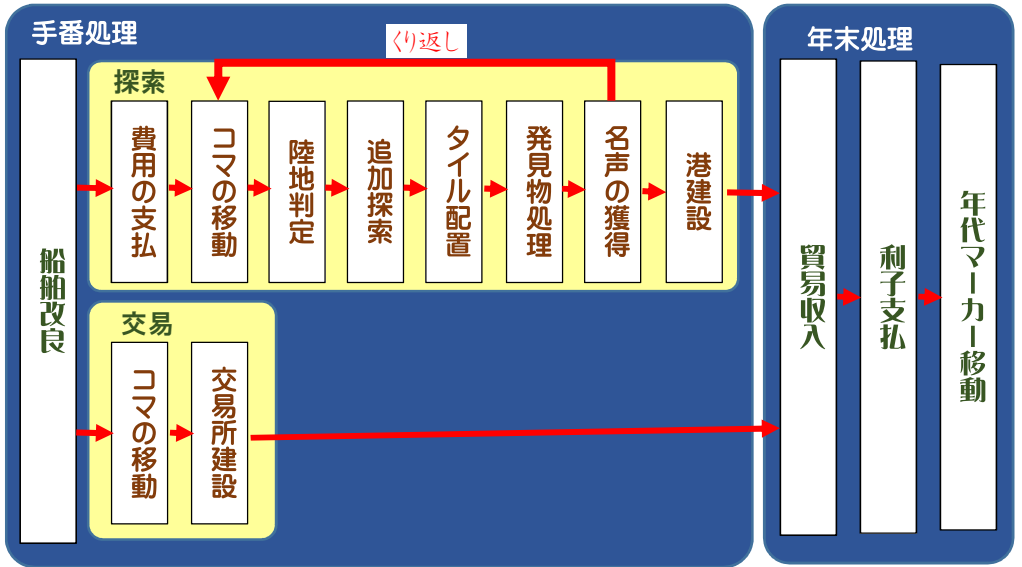 手番処理
くり返し
船舶改良
探索
費用の支払
コマの移動
陸地判定
追加探索
タイル配置
発見物処理
名声の獲得
港建設
交易
コマの移動
交易所建設
年末処理
貿易収入
利子支払
年代マーカー移動